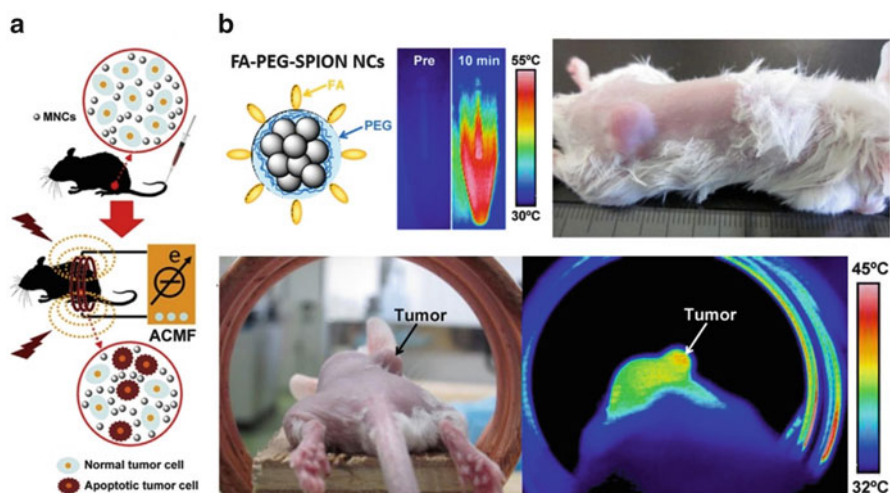 a
MNCs
e
ACMF
Normal tumor cell
Apoptotic tumor cell
b
FA-PEG-SPION NCs
FA
PEG
Pre
10 min
55ºC
30ºC
Tumor
Tumor
45ºC
32ºC